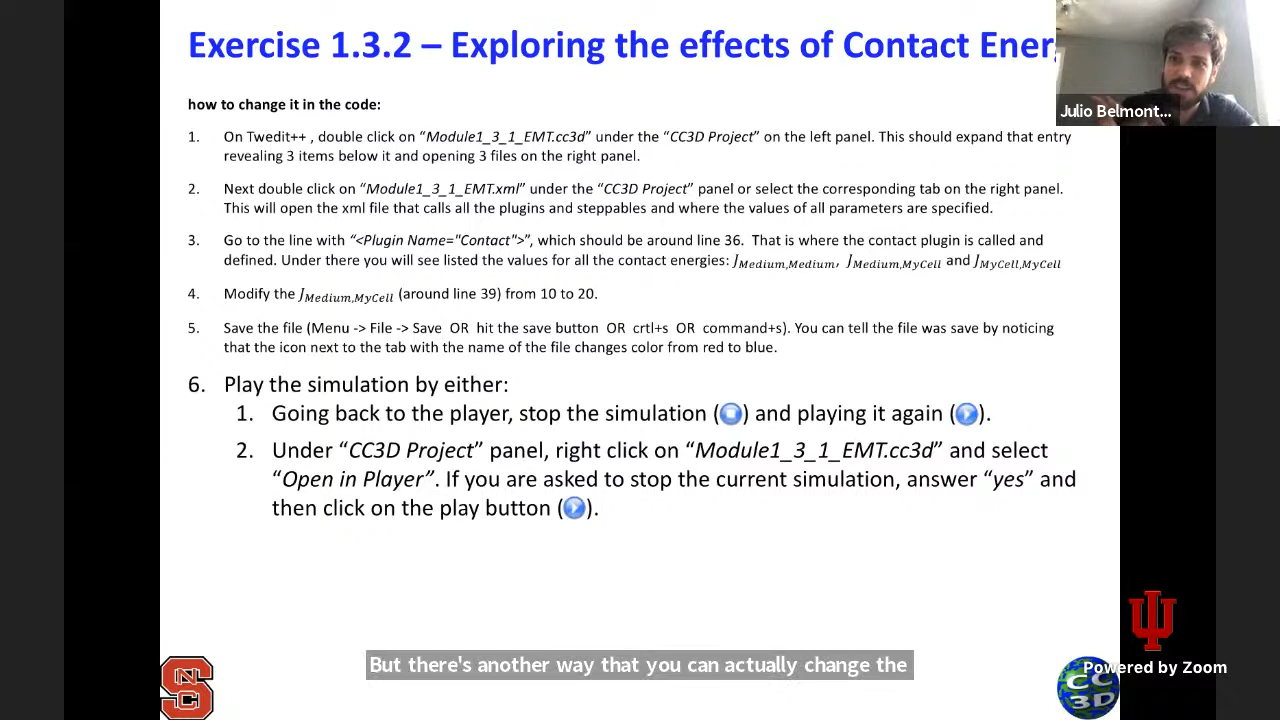 Exercise 1.3.2 – Exploring the effects of Contact Ener
Julio Belmont...
how to change it in the code:
1. On Twedit++ , double click on “Module1_3_1_EMT.cc3d” under the “CC3D Project” on the left panel. This should expand that entry
revealing 3 items below it and opening 3 files on the right panel.
2. Next double click on “Module1_3_1_EMT.xml” under the “CC3D Project” panel or select the corresponding tab on the right panel.
This will open the xml file that calls all the plugins and steppables and where the values of all parameters are specified.
3. Go to the line with “<Plugin Name="Contact">”, which should be around line 36. That is where the contact plugin is called and
defined. Under there you will see listed the values for all the contact energies: J_Medium,Medium, J_Medium,MyCell and J_MyCell,MyCell
4. Modify the J_Medium,MyCell (around line 39) from 10 to 20.
5. Save the file (Menu -> File -> Save OR hit the save button OR crtl+s OR command+s). You can tell the file was save by noticing
that the icon next to the tab with the name of the file changes color from red to blue.
6. Play the simulation by either:
1. Going back to the player, stop the simulation ( ) and playing it again ( ).
2. Under “CC3D Project” panel, right click on “Module1_3_1_EMT.cc3d” and select
“Open in Player”. If you are asked to stop the current simulation, answer “yes” and
then click on the play button ( ).
But there's another way that you can actually change the
Powered by Zoom
CC
3D